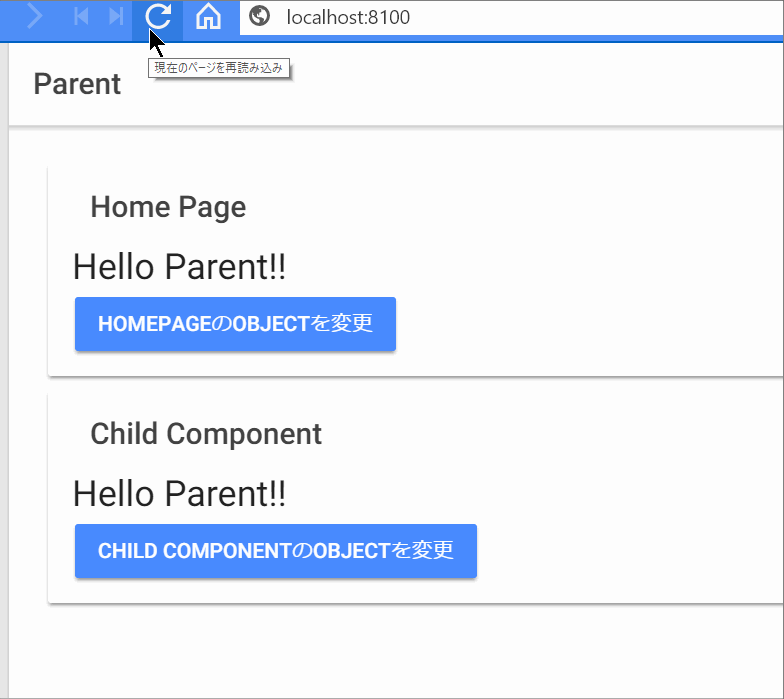 localhost:8100
現在のページを再読み込み
Parent
Home Page
Hello Parent!!
HOMEPAGEのOBJECTを変更
Child Component
Hello Parent!!
CHILD COMPONENTのOBJECTを変更